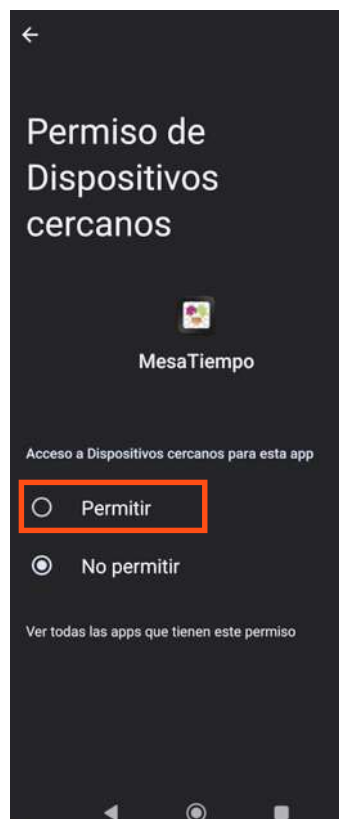 Permiso de
Dispositivos
cercanos
MesaTiempo
Acceso a Dispositivos cercanos para esta app
Permitir
No permitir
Ver todas las apps que tienen este permiso